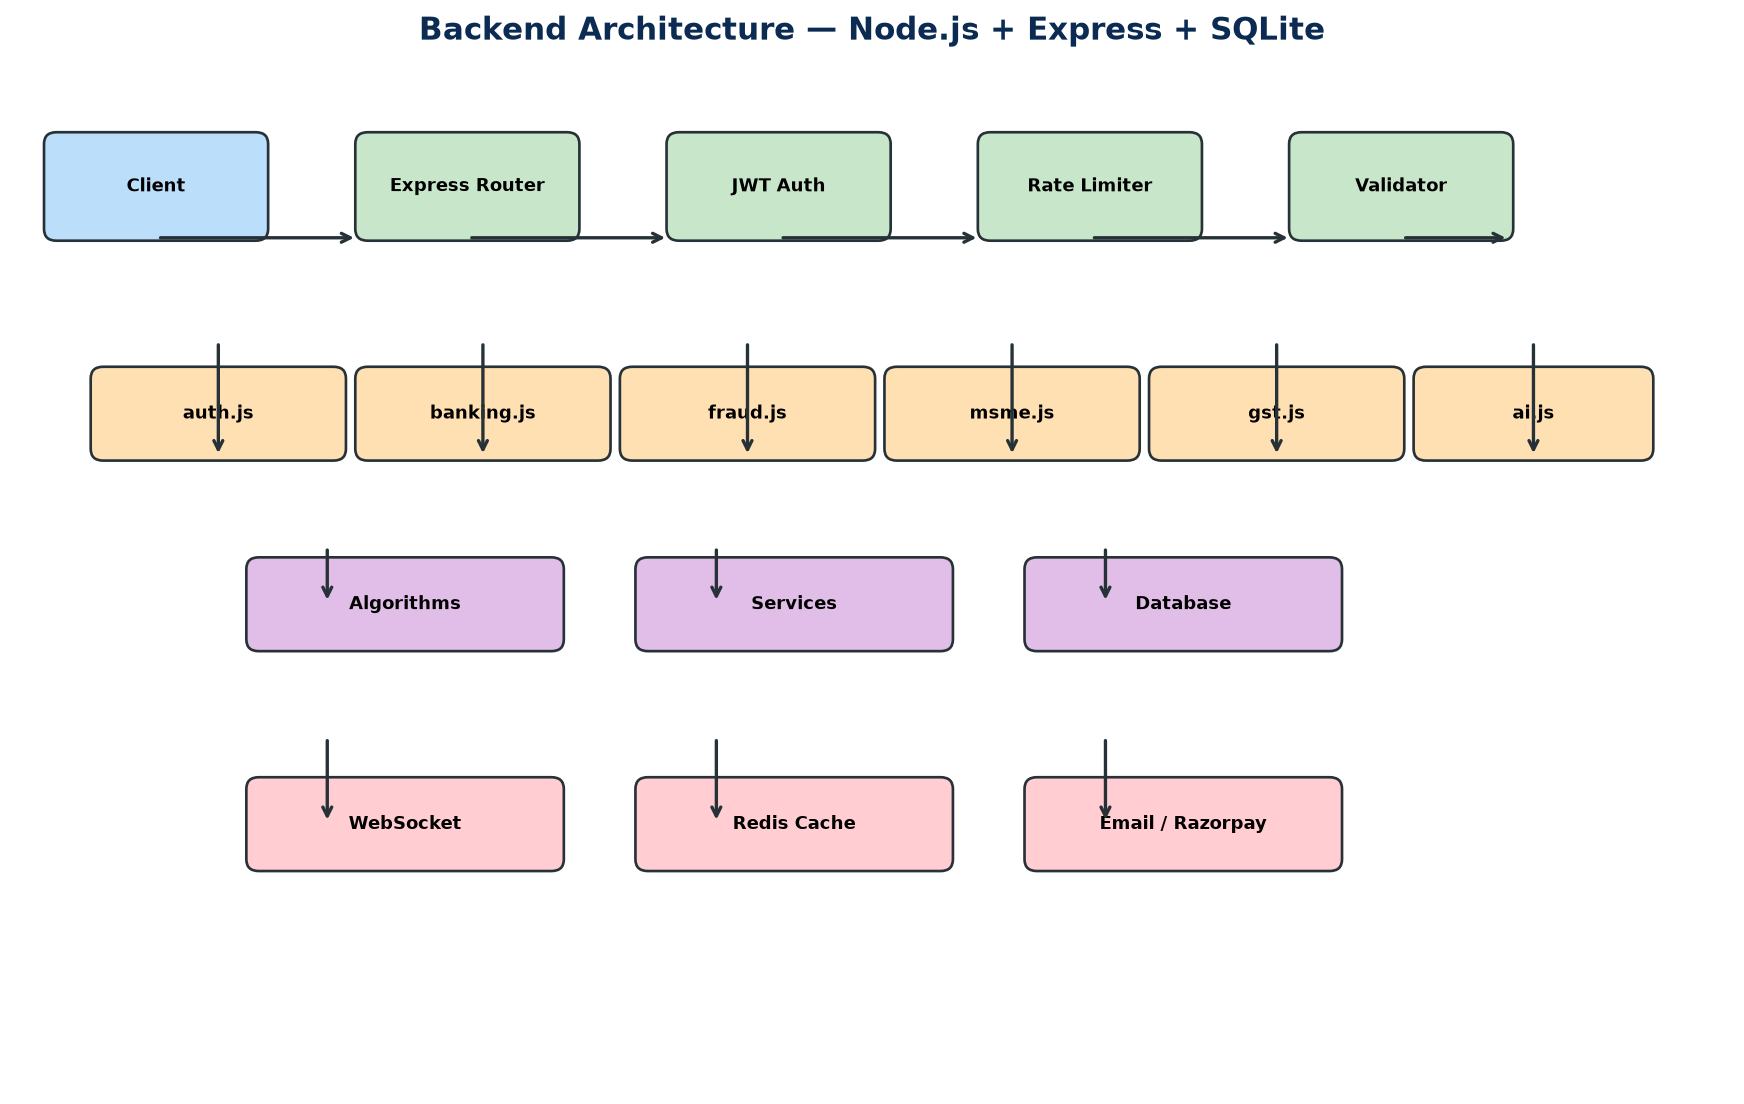 Backend Architecture — Node.js + Express + SQLite
Client
Express Router
JWT Auth
Rate Limiter
Validator
auth.js
banking.js
fraud.js
msme.js
gst.js
ai.js
Algorithms
Services
Database
WebSocket
Redis Cache
Email / Razorpay